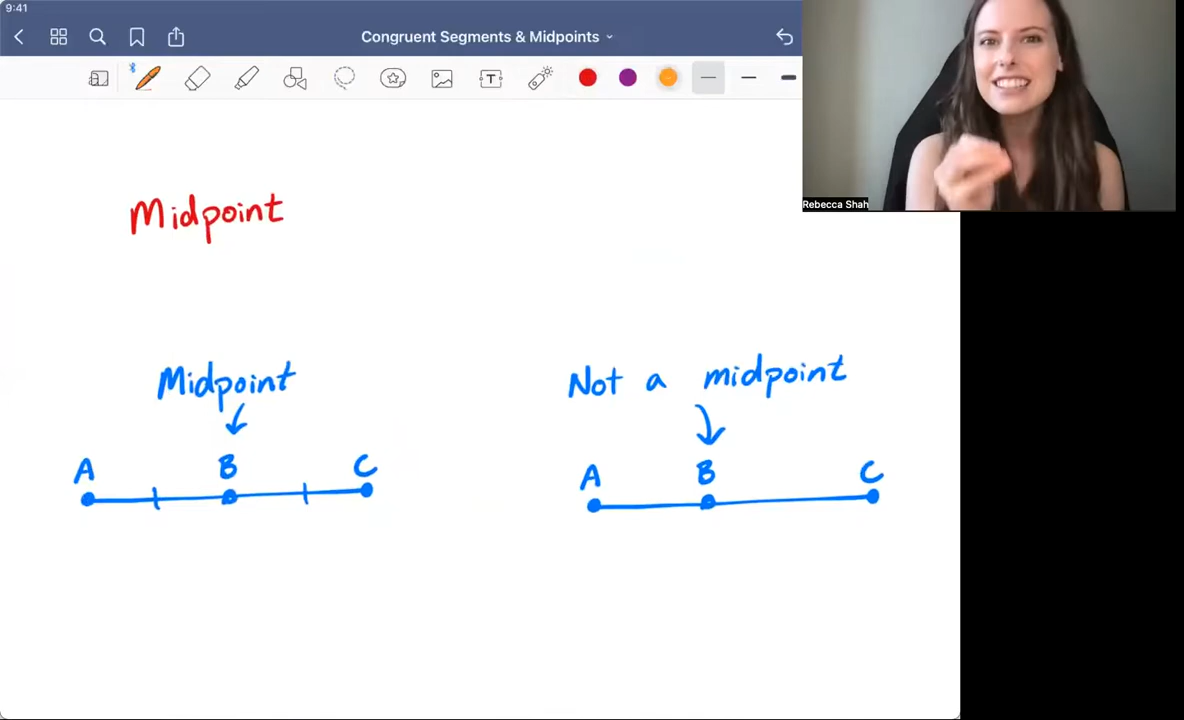 9:41
Congruent Segments & Midpoints
T
Rebecca Shah
Midpoint
Midpoint
Not a midpoint
A B C
A B C